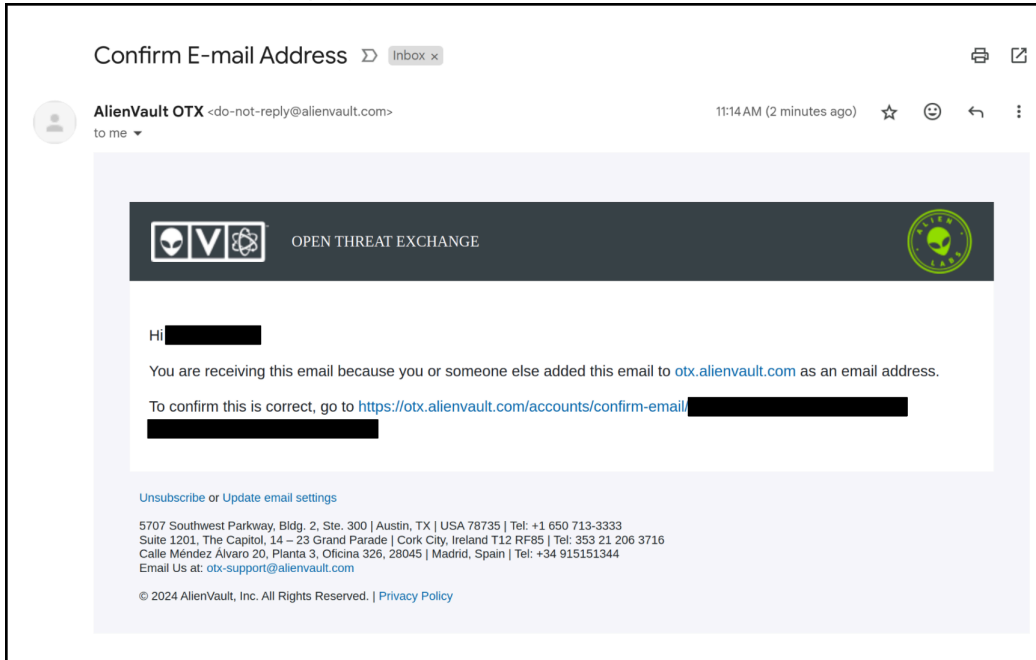 Confirm E-mail Address Inbox ×
AlienVault OTX <do-not-reply@alienvault.com> 11:14 AM (2 minutes ago)
to me
V OPEN THREAT EXCHANGE ALIEN LABS
Hi
You are receiving this email because you or someone else added this email to otx.alienvault.com as an email address.
To confirm this is correct, go to https://otx.alienvault.com/accounts/confirm-email/
Unsubscribe or Update email settings
5707 Southwest Parkway, Bldg. 2, Ste. 300 | Austin, TX | USA 78735 | Tel: +1 650 713-3333
Suite 1201, The Capitol, 14 – 23 Grand Parade | Cork City, Ireland T12 RF85 | Tel: 353 21 206 3716
Calle Méndez Álvaro 20, Planta 3, Oficina 326, 28045 | Madrid, Spain | Tel: +34 915151344
Email Us at: otx-support@alienvault.com
© 2024 AlienVault, Inc. All Rights Reserved. | Privacy Policy